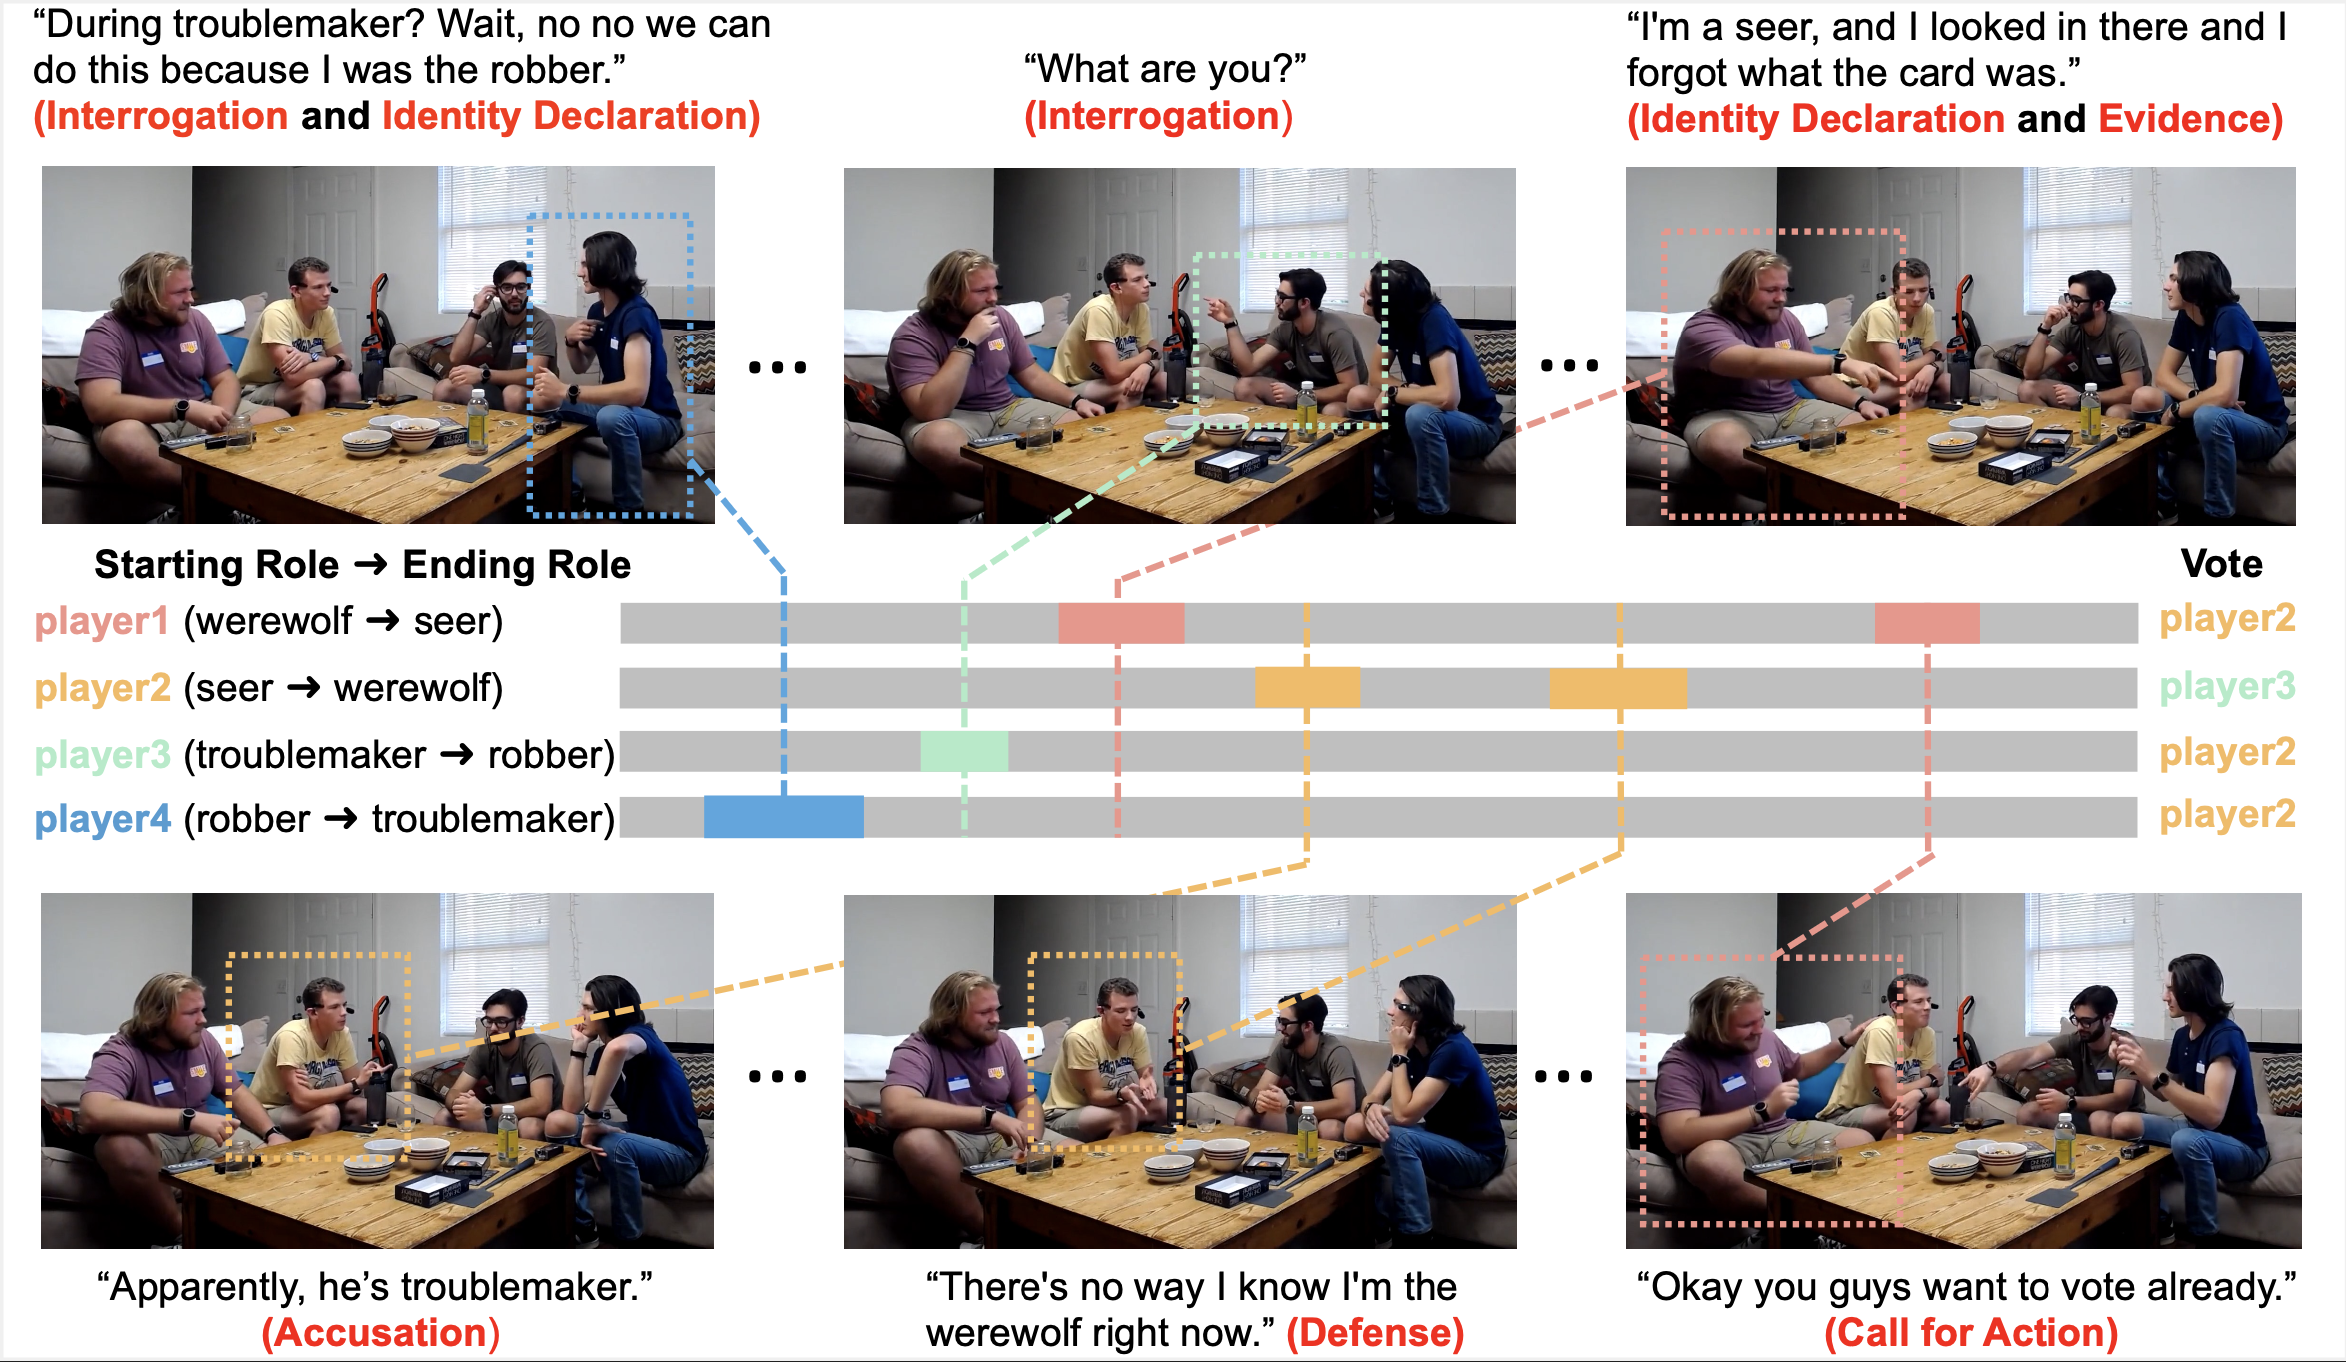 “During troublemaker? Wait, no no we can
do this because I was the robber.”
(Interrogation and Identity Declaration)
“What are you?”
(Interrogation)
“I'm a seer, and I looked in there and I
forgot what the card was.”
(Identity Declaration and Evidence)
...
...
Starting Role → Ending Role
Vote
player1 (werewolf → seer)
player2
player2 (seer → werewolf)
player3
player3 (troublemaker → robber)
player2
player4 (robber → troublemaker)
player2
...
...
“Apparently, he’s troublemaker.”
(Accusation)
“There's no way I know I'm the
werewolf right now.” (Defense)
“Okay you guys want to vote already.”
(Call for Action)